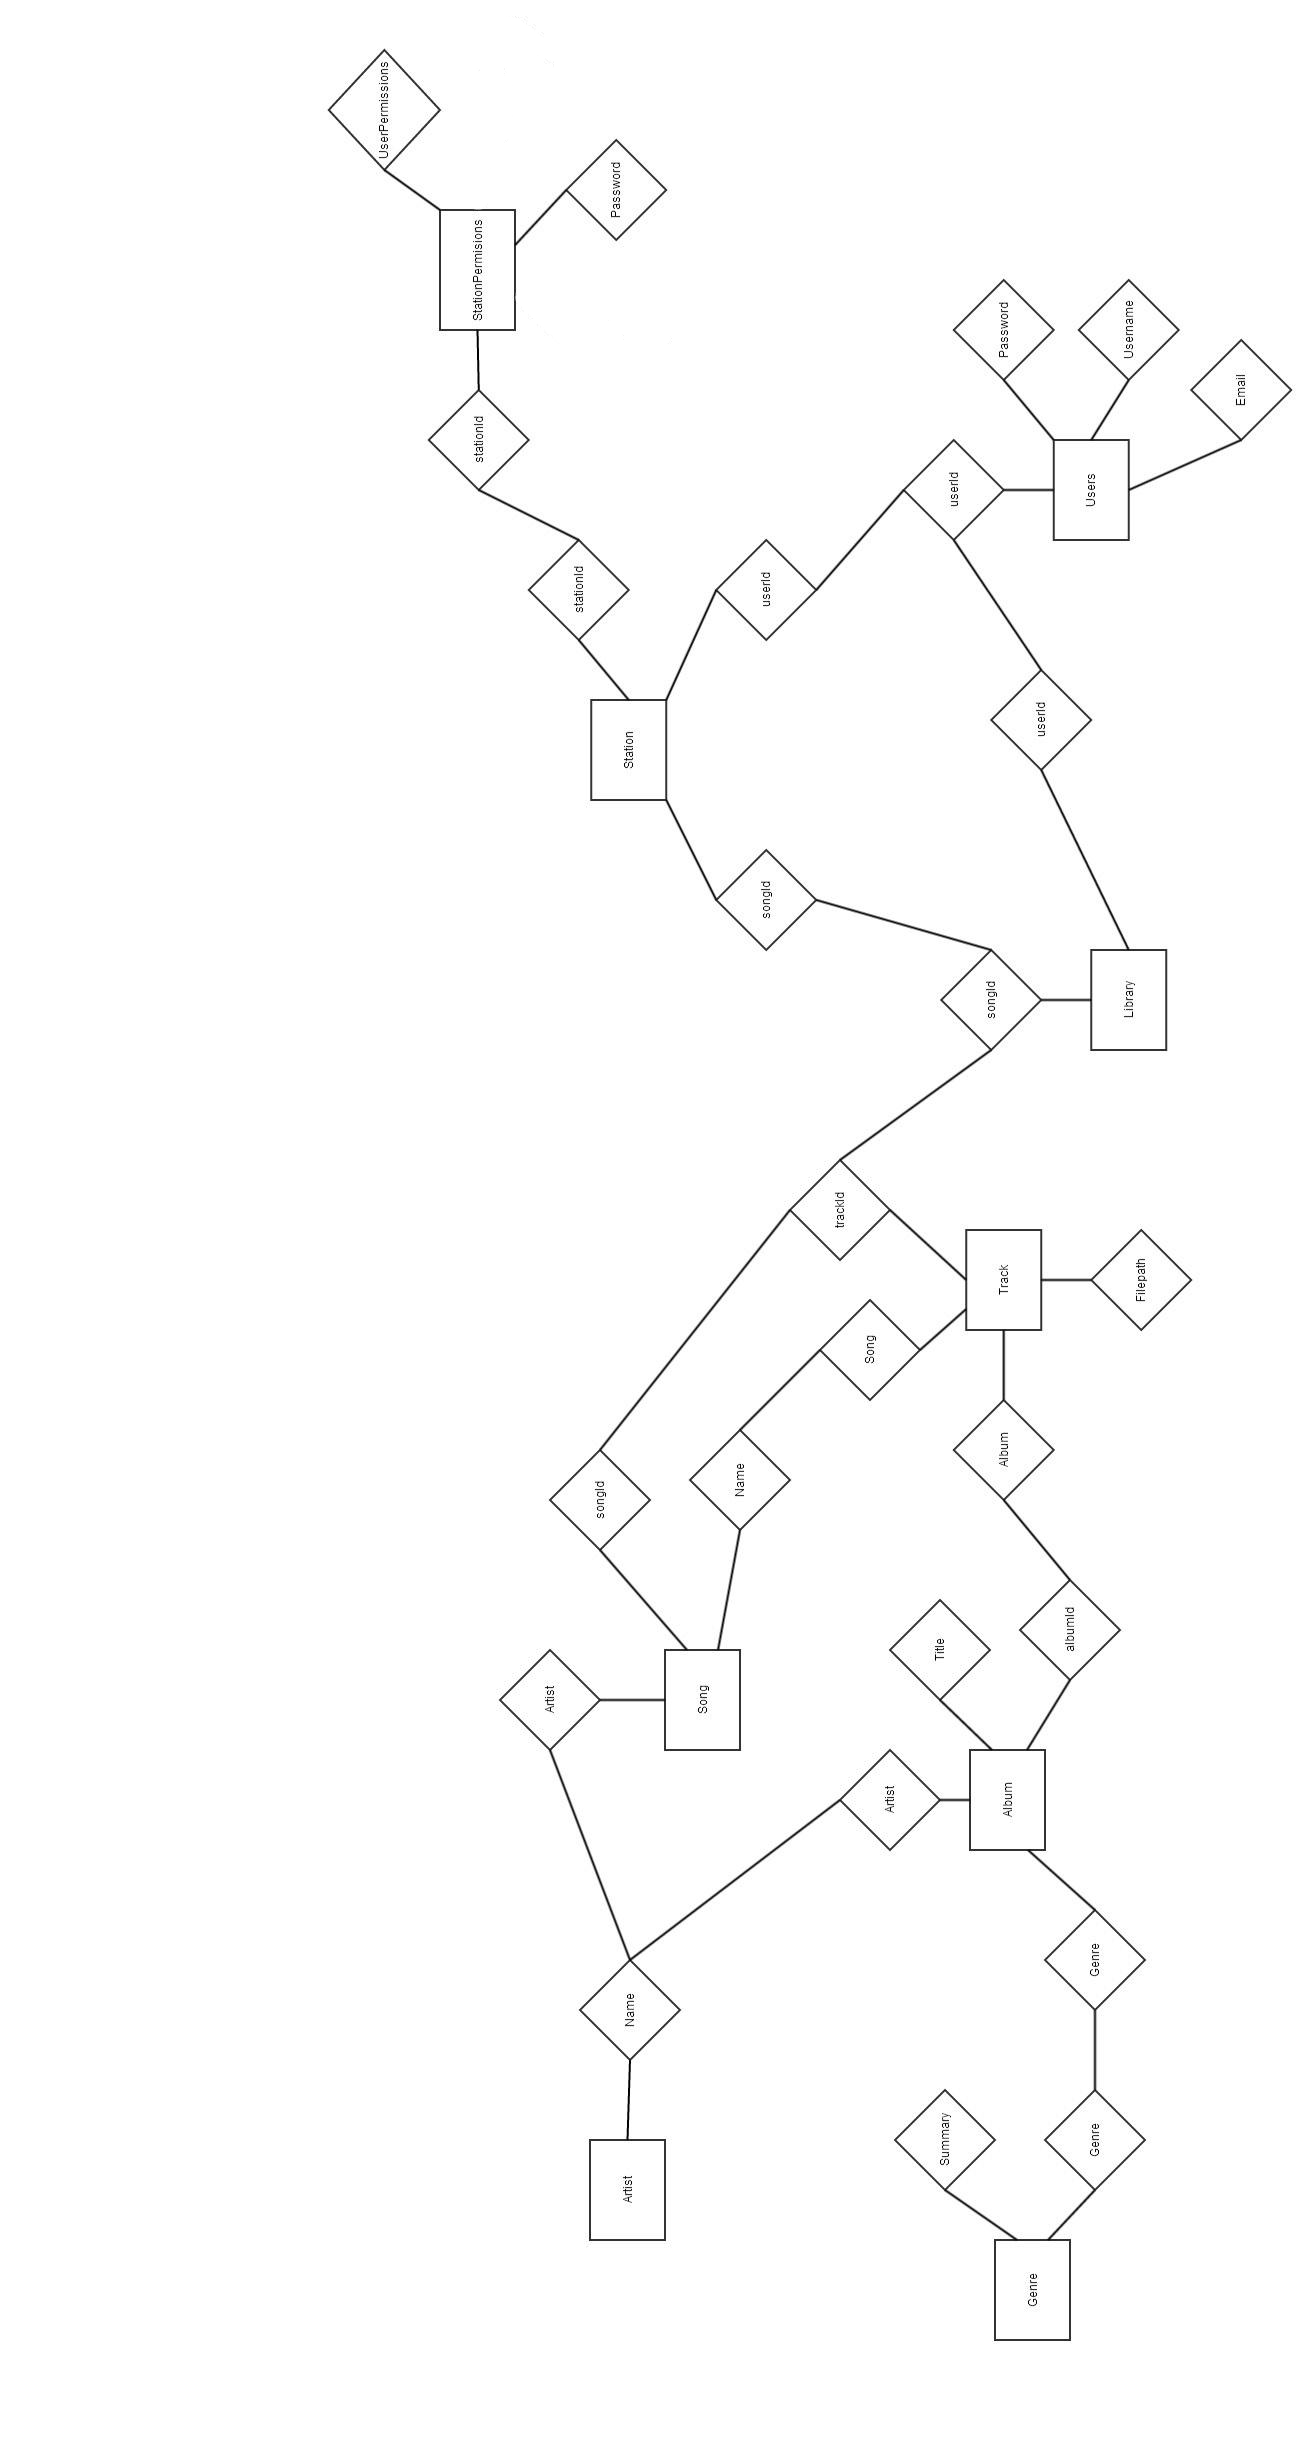 UserPermissions
Password
StationPermisions
stationId
stationId
Password
Username
Email
userId
Users
userId
userId
Station
songId
songId
Library
trackId
Track
Filepath
Song
Album
Name
songId
Title
albumId
Artist
Song
Artist
Album
Name
Genre
Summary
Genre
Artist
Genre